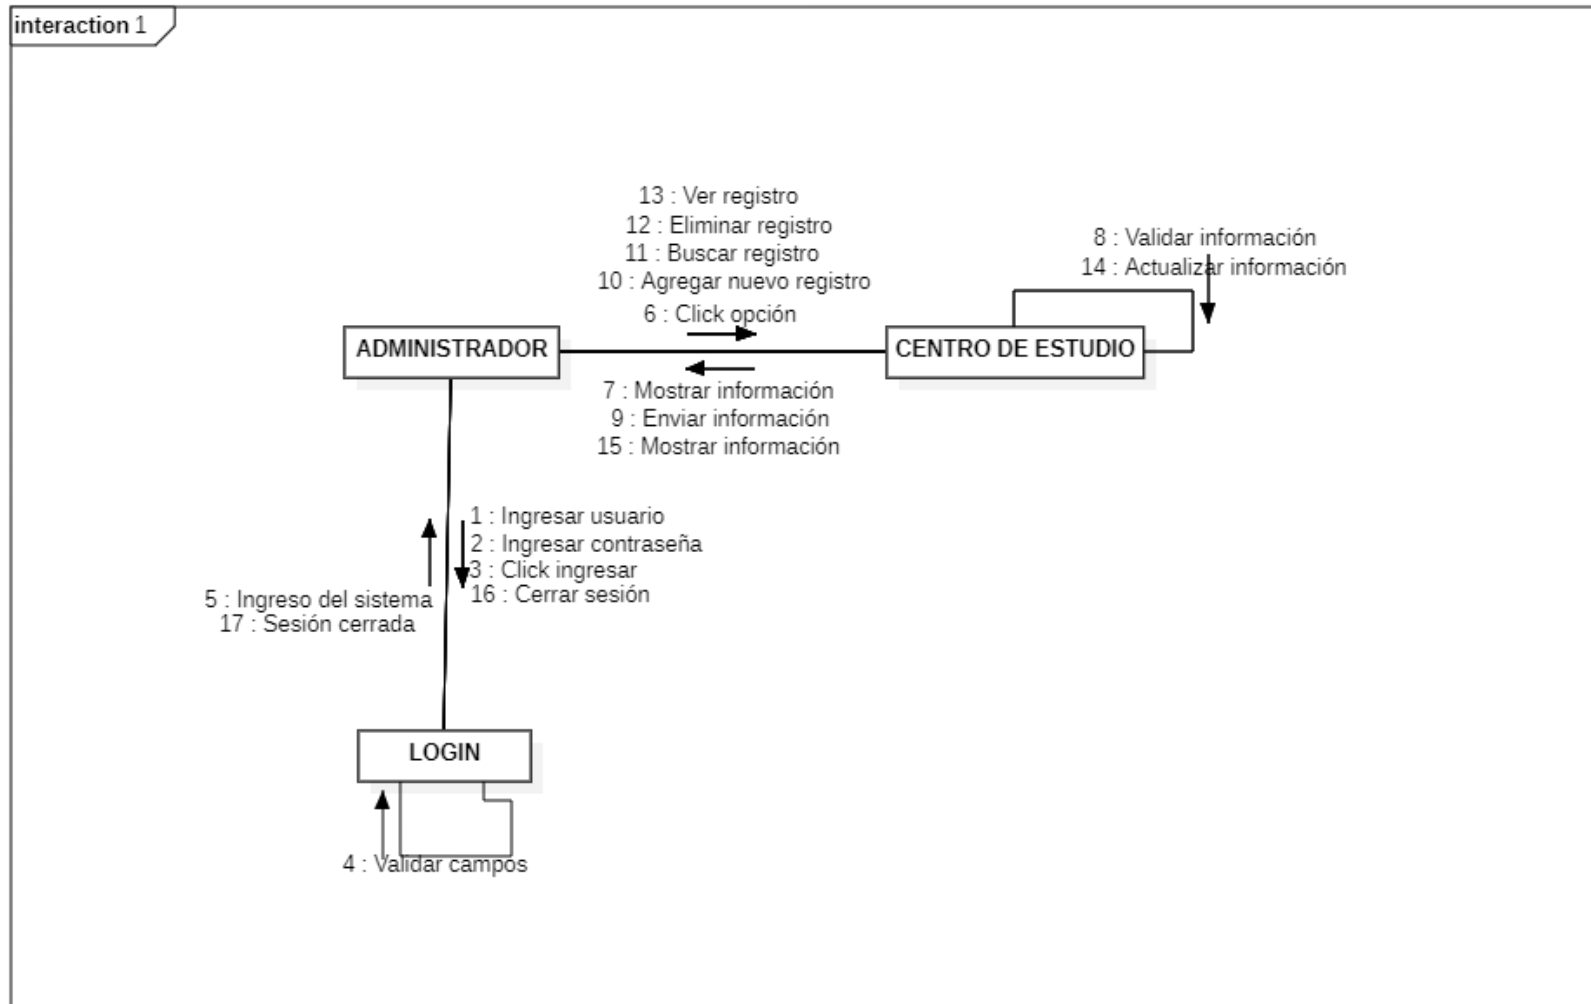 interaction 1
13 : Ver registro
12 : Eliminar registro
11 : Buscar registro
10 : Agregar nuevo registro
6 : Click opción
8 : Validar información
14 : Actualizar información
ADMINISTRADOR
CENTRO DE ESTUDIO
7 : Mostrar información
9 : Enviar información
15 : Mostrar información
1 : Ingresar usuario
2 : Ingresar contraseña
3 : Click ingresar
16 : Cerrar sesión
5 : Ingreso del sistema
17 : Sesión cerrada
LOGIN
4 : Validar campos